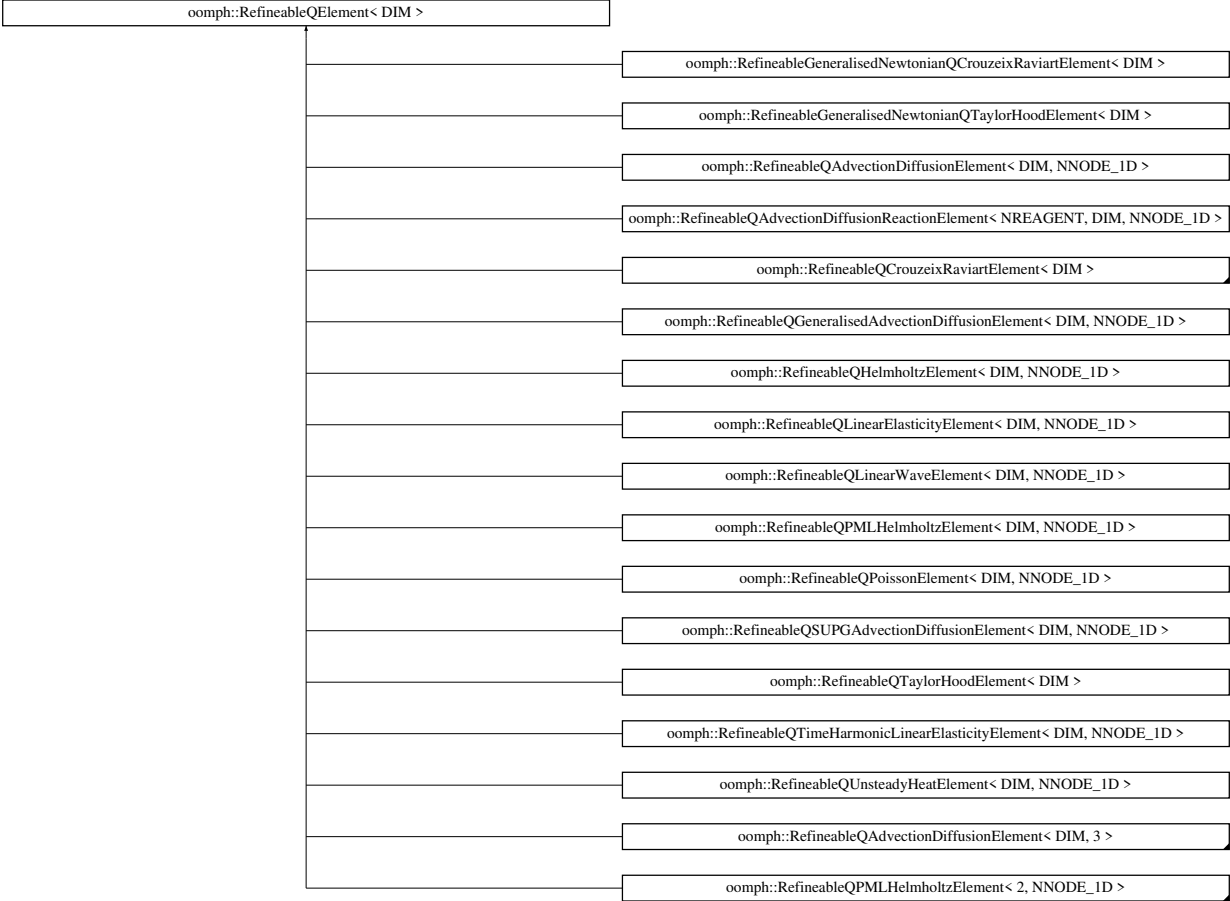 oomph::RefineableQElement< DIM >
oomph::RefineableGeneralisedNewtonianQCrouzeixRaviartElement< DIM >
oomph::RefineableGeneralisedNewtonianQTaylorHoodElement< DIM >
oomph::RefineableQAdvectionDiffusionElement< DIM, NNODE_1D >
oomph::RefineableQAdvectionDiffusionReactionElement< NREAGENT, DIM, NNODE_1D >
oomph::RefineableQCrouzeixRaviartElement< DIM >
oomph::RefineableQGeneralisedAdvectionDiffusionElement< DIM, NNODE_1D >
oomph::RefineableQHelmholtzElement< DIM, NNODE_1D >
oomph::RefineableQLinearElasticityElement< DIM, NNODE_1D >
oomph::RefineableQLinearWaveElement< DIM, NNODE_1D >
oomph::RefineableQPMLHelmholtzElement< DIM, NNODE_1D >
oomph::RefineableQPoissonElement< DIM, NNODE_1D >
oomph::RefineableQSUPGAdvectionDiffusionElement< DIM, NNODE_1D >
oomph::RefineableQTaylorHoodElement< DIM >
oomph::RefineableQTimeHarmonicLinearElasticityElement< DIM, NNODE_1D >
oomph::RefineableQUnsteadyHeatElement< DIM, NNODE_1D >
oomph::RefineableQAdvectionDiffusionElement< DIM, 3 >
oomph::RefineableQPMLHelmholtzElement< 2, NNODE_1D >